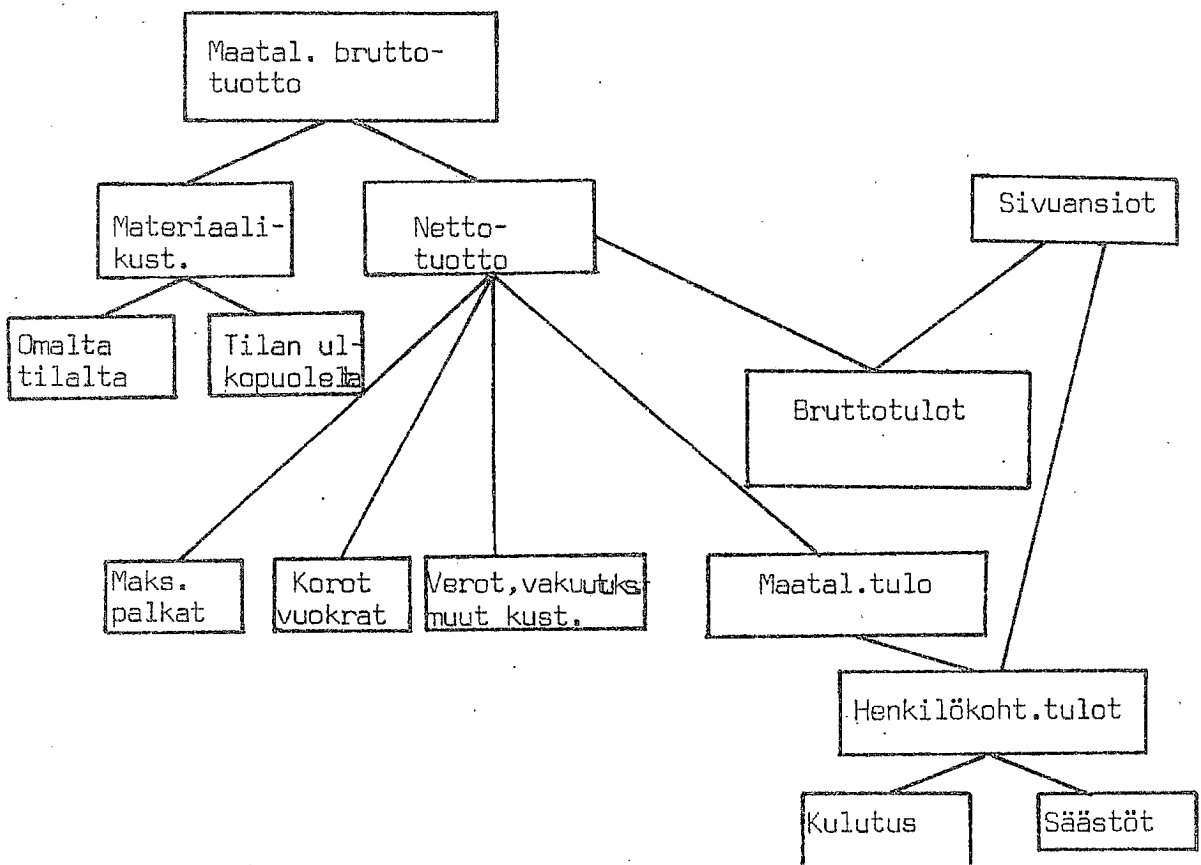 Maatal. brutto-
tuotto
Materiaali-
kust.
Netto-
tuotto
Sivuansiot
Omalta
tilalta
Tilan ul-
kopuolelta
Bruttotulot
Maks.
palkat
Korot
vuokrat
Verot,vakuutuks.
muut kust.
Maatal.tulo
Henkilökoht.tulot
Kulutus
Säästöt